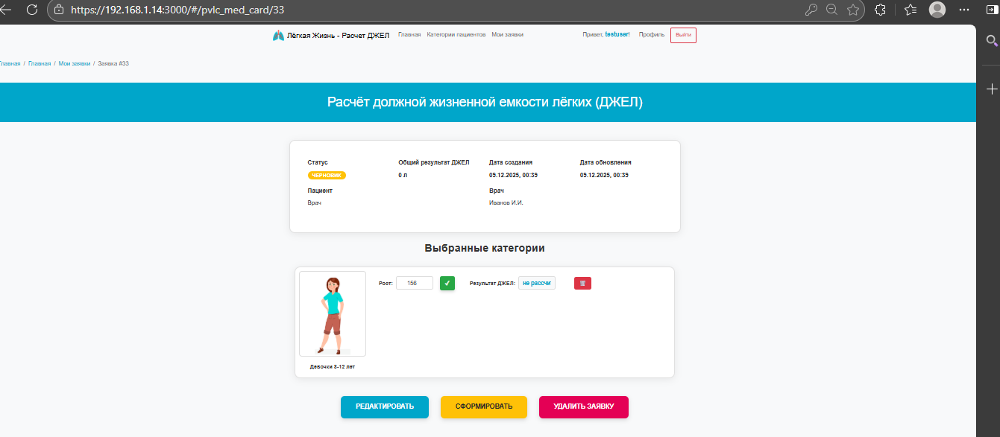 https://192.168.1.14:3000/#/pvlc_med_card/33
Лёгкая Жизнь - Расчет ДЖЕЛ Главная Категории пациентов Мои заявки Привет, testuser! Профиль Выйти
Главная / Главная / Мои заявки / Заявка #33
Расчёт должной жизненной емкости лёгких (ДЖЕЛ)
Статус Общий результат ДЖЕЛ Дата создания Дата обновления
ЧЕРНОВИК 0 л 09.12.2025, 00:39 09.12.2025, 00:39
Пациент Врач
Врач Иванов И.И.
Выбранные категории
Рост: 156 Результат ДЖЕЛ: не рассчит
Девочки 8-12 лет
РЕДАКТИРОВАТЬ СФОРМИРОВАТЬ УДАЛИТЬ ЗАЯВКУ